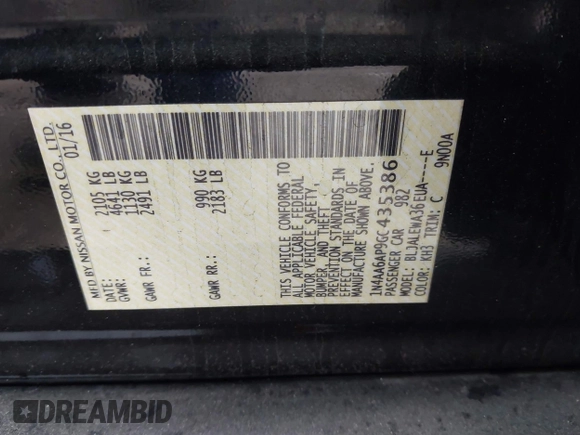 MFD BY NISSAN MOTOR CO., LTD.
01/16
GVWR: 2105 KG
4641 LB
GAWR FR: 1130 KG
2491 LB
GAWR RR: 990 KG
2183 LB
THIS VEHICLE CONFORMS TO
ALL APPLICABLE FEDERAL
MOTOR VEHICLE SAFETY,
BUMPER, AND THEFT
PREVENTION STANDARDS IN
EFFECT ON THE DATE OF
MANUFACTURE SHOWN ABOVE.
1N4AA6AP9GC435386
PASSENGER CAR 982
MODEL: BLJALEWA36EUA----E
COLOR: KH3 TRIM: C 9N00A
DREAMBID